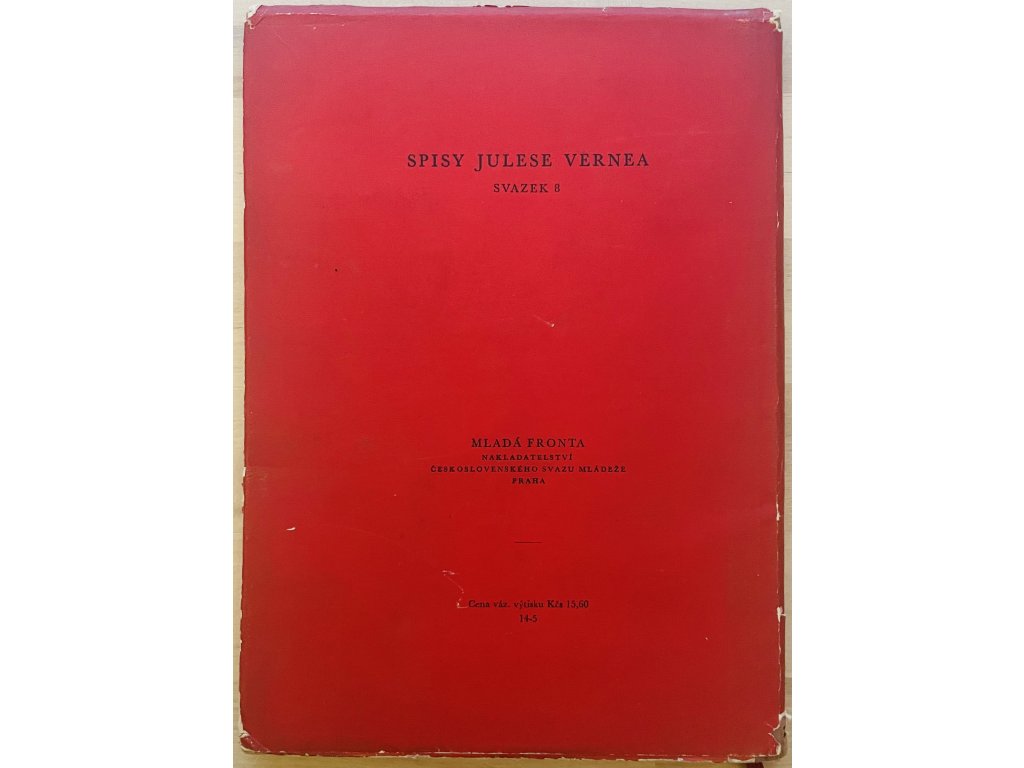 SPISY JULESE VERNEA
SVAZEK 8
MLADÁ FRONTA
NAKLADATELSTVÍ
ČESKOSLOVENSKÉHO SVAZU MLÁDEŽE
PRAHA
Cena váz. výtisku Kčs 15,60
14-5